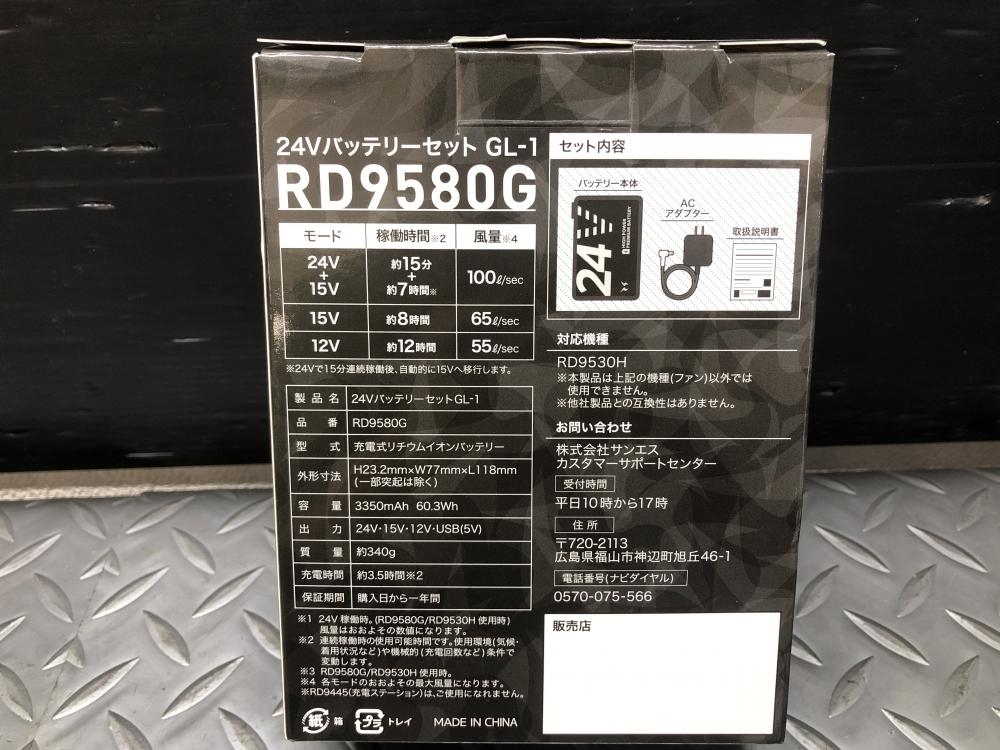 24Vバッテリーセット GL-1
RD9580G
モード 稼働時間※2 風量※4
24V + 15V 約15分 + 約7時間※ 100ℓ/sec
15V 約8時間 65ℓ/sec
12V 約12時間 55ℓ/sec
※24Vで15分連続稼働後、自動的に15Vへ移行します。
製品名 24VバッテリーセットGL-1
品番 RD9580G
型式 充電式リチウムイオンバッテリー
外形寸法 H23.2mm×W77mm×L118mm
(一部突起は除く)
容量 3350mAh 60.3Wh
出力 24V・15V・12V・USB(5V)
質量 約340g
充電時間 約3.5時間※2
保証期間 購入日から一年間
※1 24V 稼働時。(RD9580G/RD9530H 使用時)
風量はおおよその数値になります。
※2 連続稼働時の使用可能時間です。使用環境(気候・
着用状況など)や機械的(充電回数など)条件で
変動します。
※3 RD9580G/RD9530H 使用時。
※4 各モードのおおよその最大風量になります。
※RD9445(充電ステーション)は、ご使用になれません。
紙 箱 プラ トレイ MADE IN CHINA
セット内容
バッテリー本体
24V
HIGH POWER
PREMIUM BATTERY
AC
アダプター
取扱説明書
対応機種
RD9530H
※本製品は上記の機種(ファン)以外では
使用できません。
※他社製品との互換性はありません。
お問い合わせ
株式会社サンエス
カスタマーサポートセンター
受付時間
平日10時から17時
住所
〒720-2113
広島県福山市神辺町旭丘46-1
電話番号(ナビダイヤル)
0570-075-566
販売店